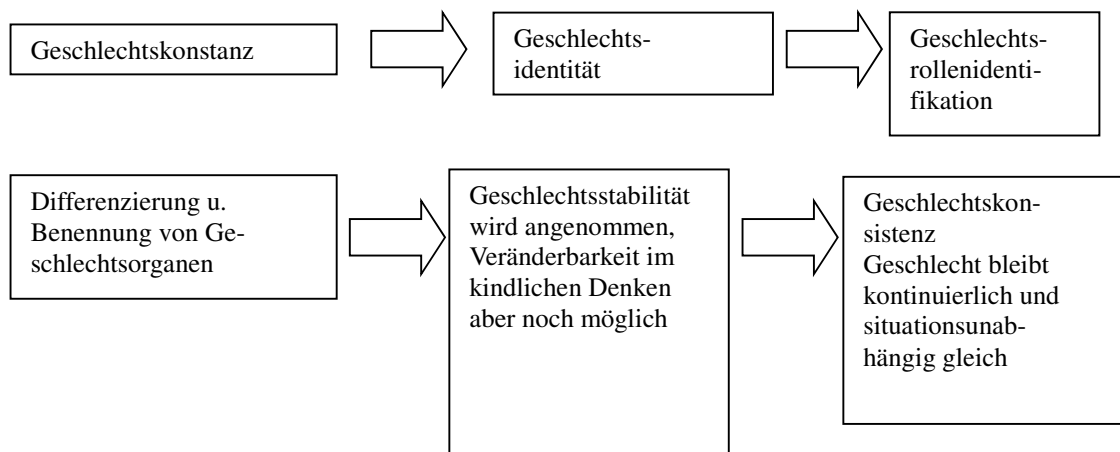 Geschlechtskonstanz
Geschlechts-
identität
Geschlechts-
rollenidenti-
fikation
Differenzierung u.
Benennung von Ge-
schlechtsorganen
Geschlechtsstabilität
wird angenommen,
Veränderbarkeit im
kindlichen Denken
aber noch möglich
Geschlechtskon-
sistenz
Geschlecht bleibt
kontinuierlich und
situationsunab-
hängig gleich